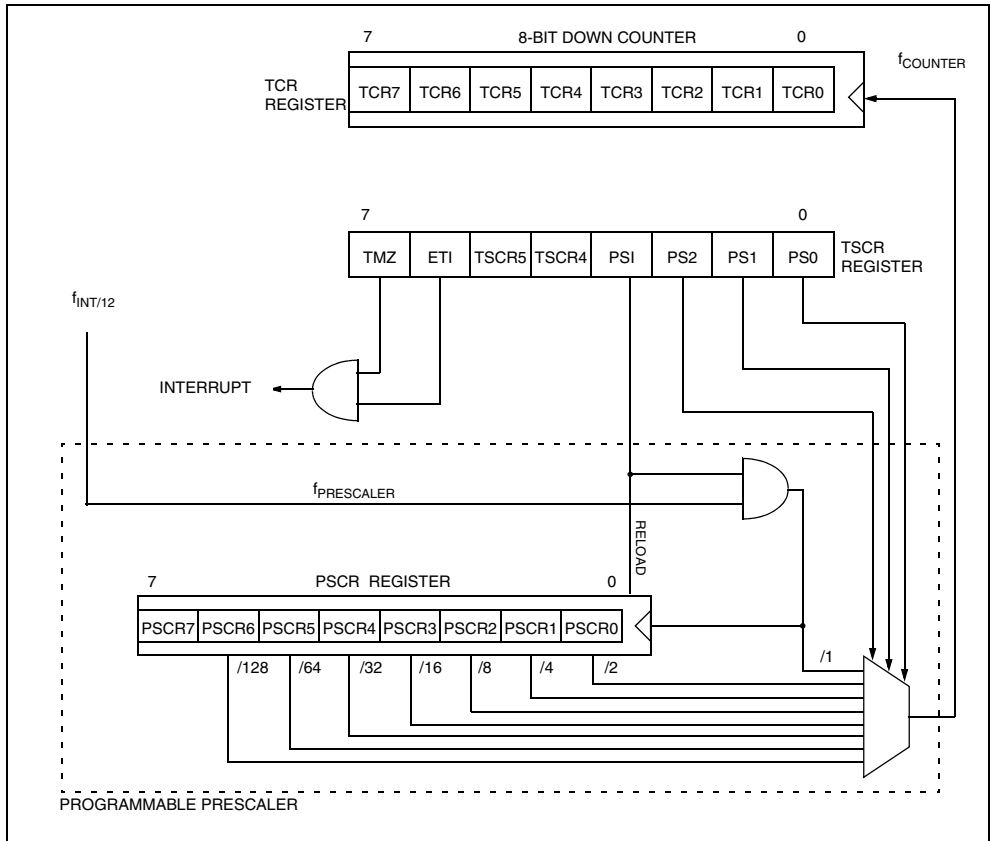 7 8-BIT DOWN COUNTER 0
fCOUNTER
TCR
REGISTER
TCR7 TCR6 TCR5 TCR4 TCR3 TCR2 TCR1 TCR0
7 0
TMZ ETI TSCR5 TSCR4 PSI PS2 PS1 PS0
TSCR
REGISTER
fINT/12
INTERRUPT
fPRESCALER
RELOAD
7 PSCR REGISTER 0
PSCR7 PSCR6 PSCR5 PSCR4 PSCR3 PSCR2 PSCR1 PSCR0
/128 /64 /32 /16 /8 /4 /2 /1
PROGRAMMABLE PRESCALER